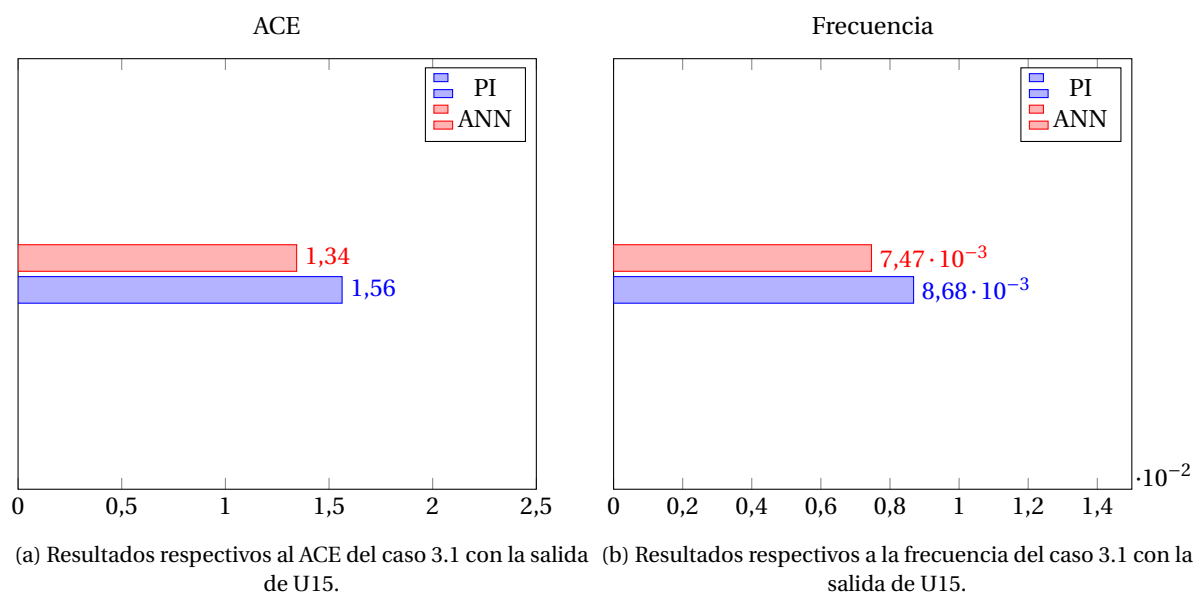 ACE
PI
ANN
1,34
1,56
0 0,5 1 1,5 2 2,5
(a) Resultados respectivos al ACE del caso 3.1 con la salida
de U15.
Frecuencia
PI
ANN
7,47 · 10⁻³
8,68 · 10⁻³
·10⁻²
0 0,2 0,4 0,6 0,8 1 1,2 1,4
(b) Resultados respectivos a la frecuencia del caso 3.1 con la
salida de U15.